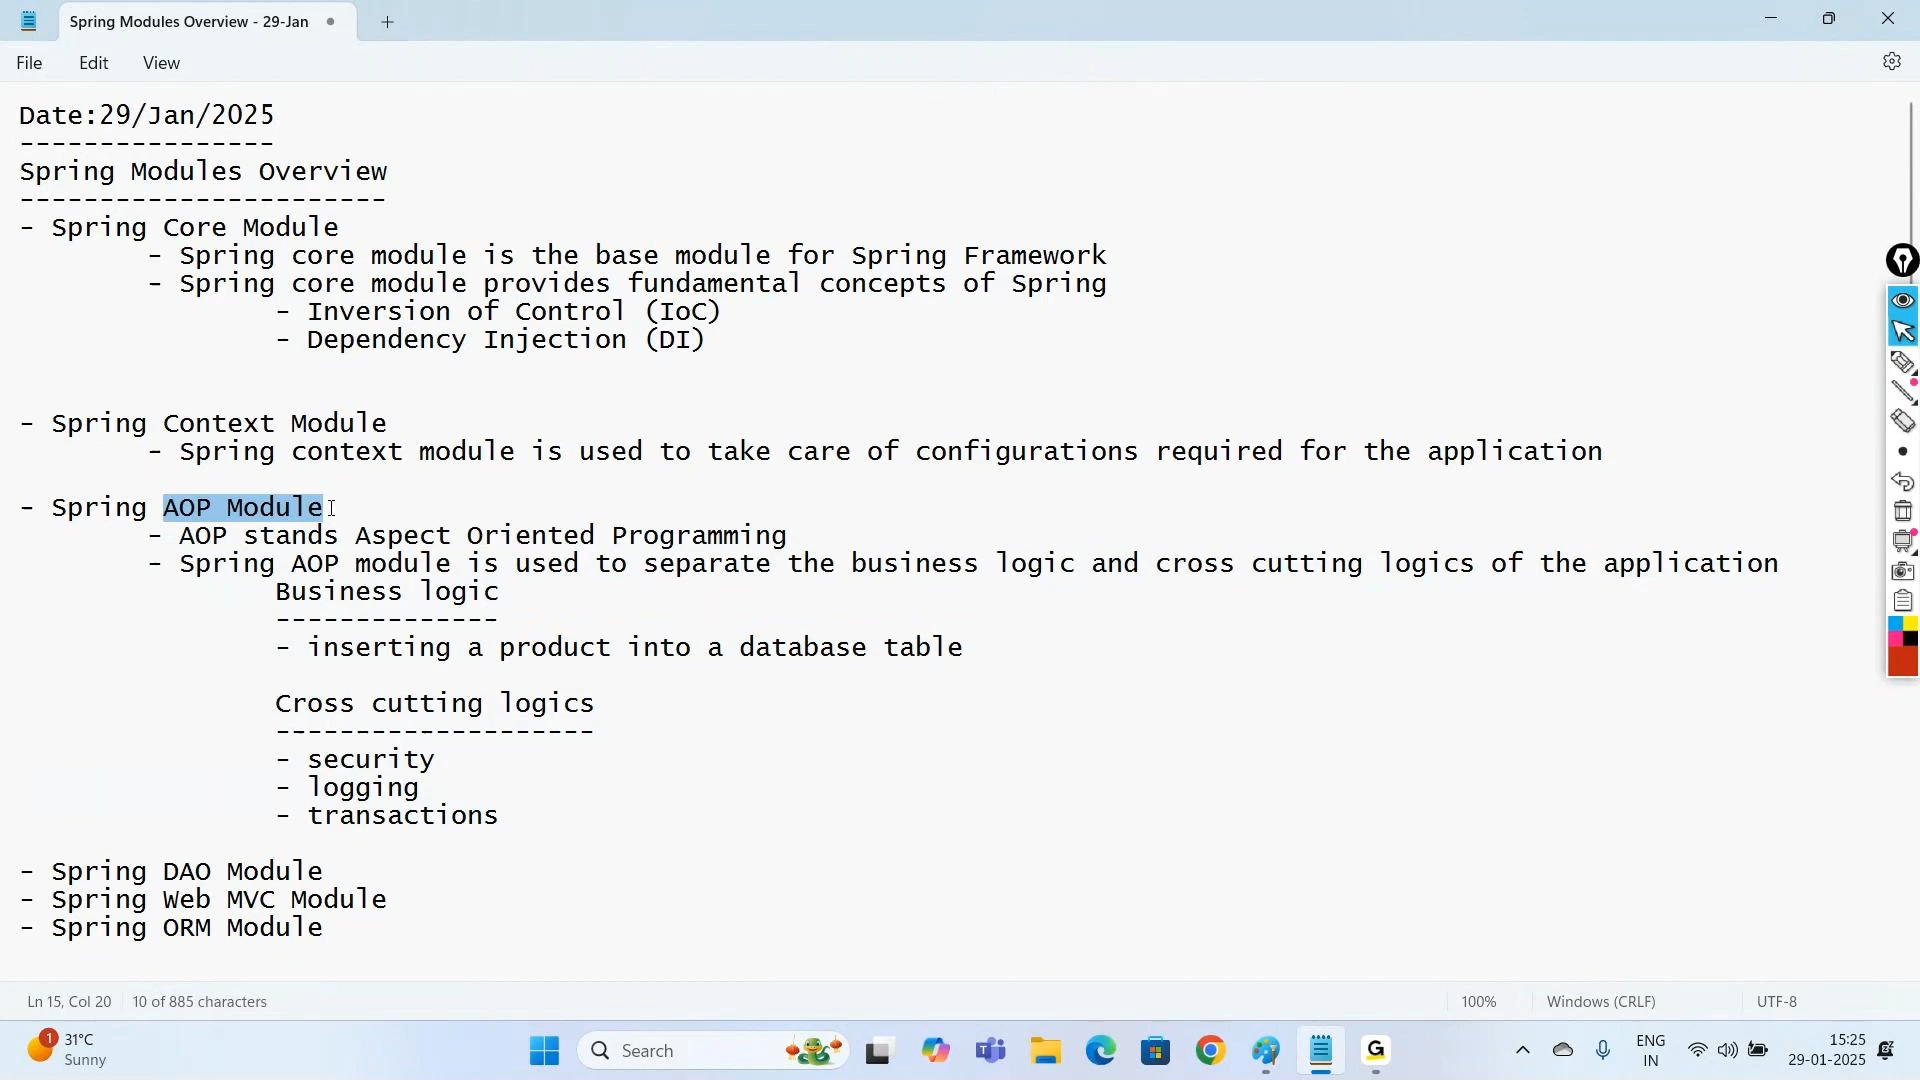 Spring Modules Overview - 29-Jan
File Edit View
Date:29/Jan/2025
----------------
Spring Modules Overview
-----------------------
- Spring Core Module
- Spring core module is the base module for Spring Framework
- Spring core module provides fundamental concepts of Spring
- Inversion of Control (IoC)
- Dependency Injection (DI)
- Spring Context Module
- Spring context module is used to take care of configurations required for the application
- Spring AOP Module
- AOP stands Aspect Oriented Programming
- Spring AOP module is used to separate the business logic and cross cutting logics of the application
Business logic
--------------
- inserting a product into a database table
Cross cutting logics
--------------------
- security
- logging
- transactions
- Spring DAO Module
- Spring Web MVC Module
- Spring ORM Module
Ln 15, Col 20 10 of 885 characters 100% Windows (CRLF) UTF-8
1 31°C
Sunny
Search
G
ENG
IN
15:25
29-01-2025